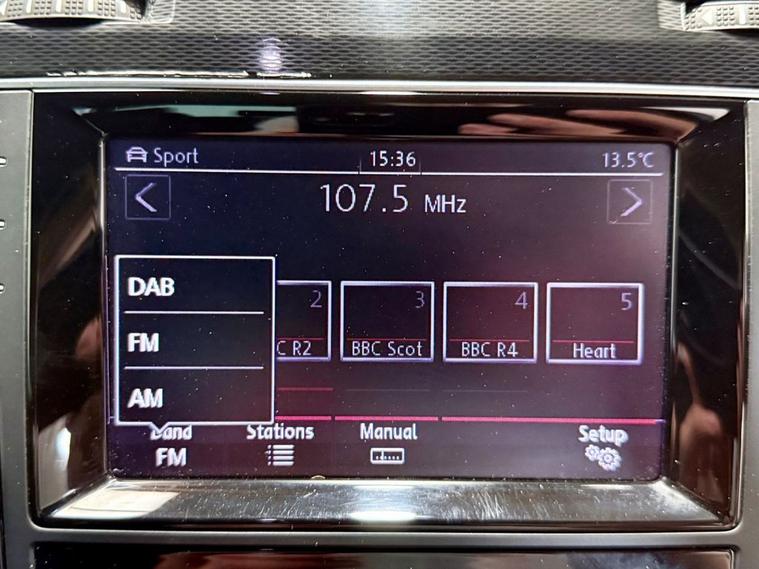 Sport 15:36 13.5°C
107.5 MHz
DAB
FM
AM
2 3 4 5
C R2 BBC Scot BBC R4 Heart
Band Stations Manual Setup
FM